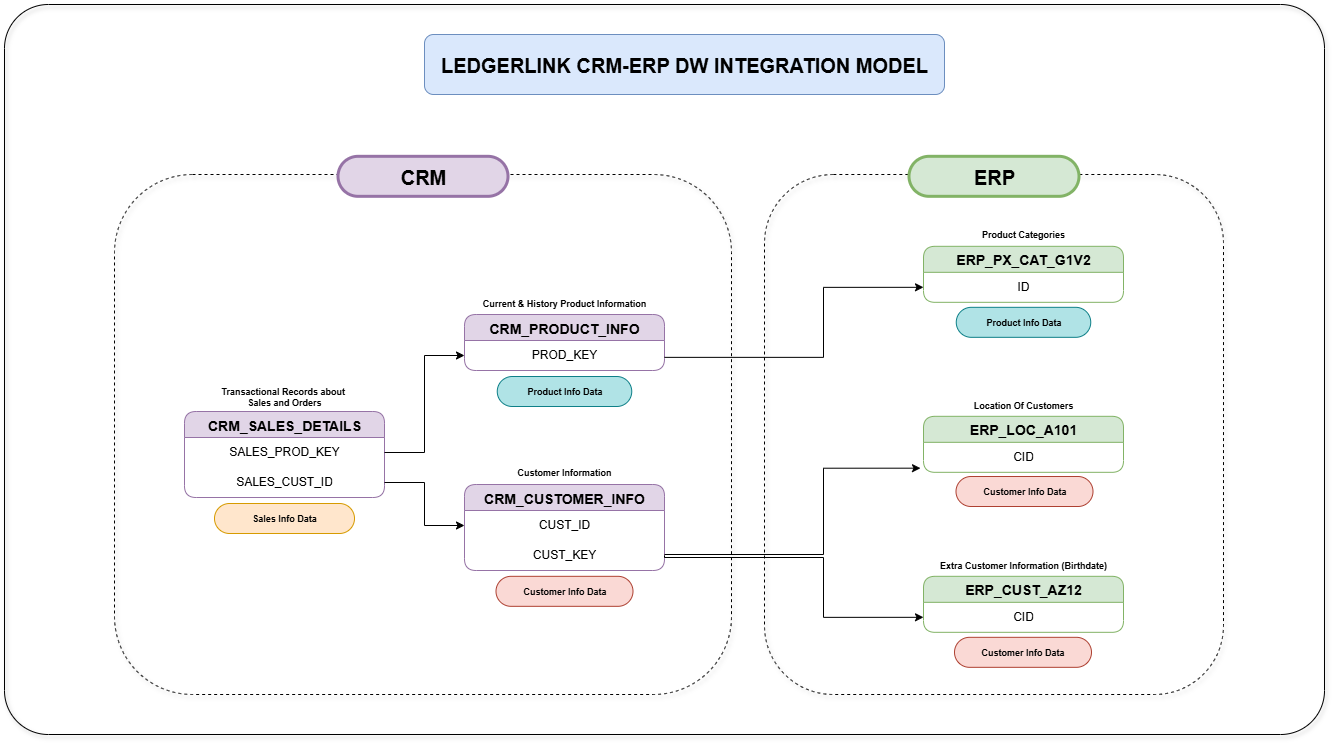 LEDGERLINK CRM-ERP DW INTEGRATION MODEL
CRM
Transactional Records about
Sales and Orders
CRM_SALES_DETAILS
SALES_PROD_KEY
SALES_CUST_ID
Sales Info Data
Current & History Product Information
CRM_PRODUCT_INFO
PROD_KEY
Product Info Data
Customer Information
CRM_CUSTOMER_INFO
CUST_ID
CUST_KEY
Customer Info Data
ERP
Product Categories
ERP_PX_CAT_G1V2
ID
Product Info Data
Location Of Customers
ERP_LOC_A101
CID
Customer Info Data
Extra Customer Information (Birthdate)
ERP_CUST_AZ12
CID
Customer Info Data